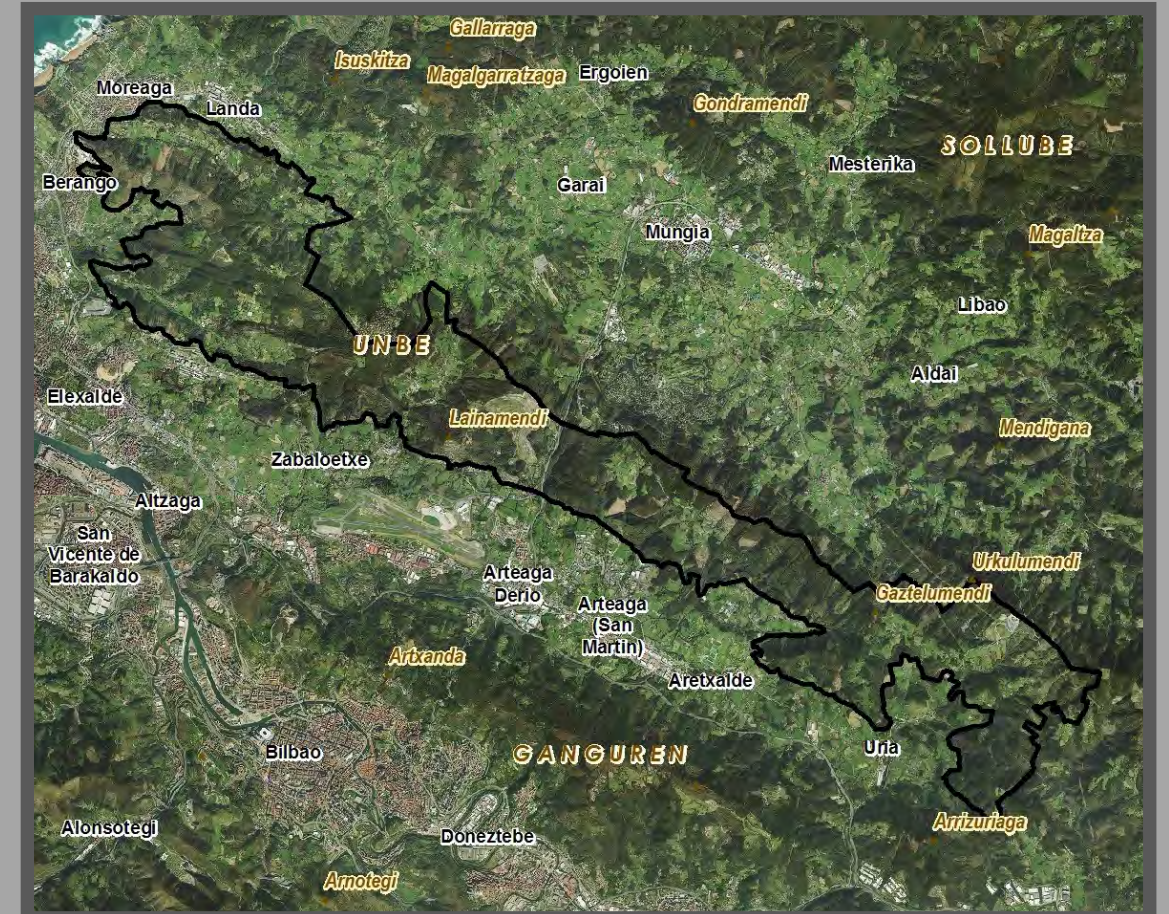 Gallarraga
Isuskitza
Magalgarratzaga
Ergoien
Moreaga
Landa
Gondramendi
SOLLUBE
Mesterika
Berango
Garai
Mungia
Magaltza
Libao
UNBE
Aldai
Elexalde
Lainamendi
Mendigana
Zabaloetxe
Altzaga
San
Vicente de
Barakaldo
Arteaga
Derio
Urkulumendi
Gaztelumendi
Arteaga
(San
Martin)
Artxanda
Aretxalde
Bilbao
GANGUREN
Uria
Alonsotegi
Doneztebe
Arrizuriaga
Arnotegi